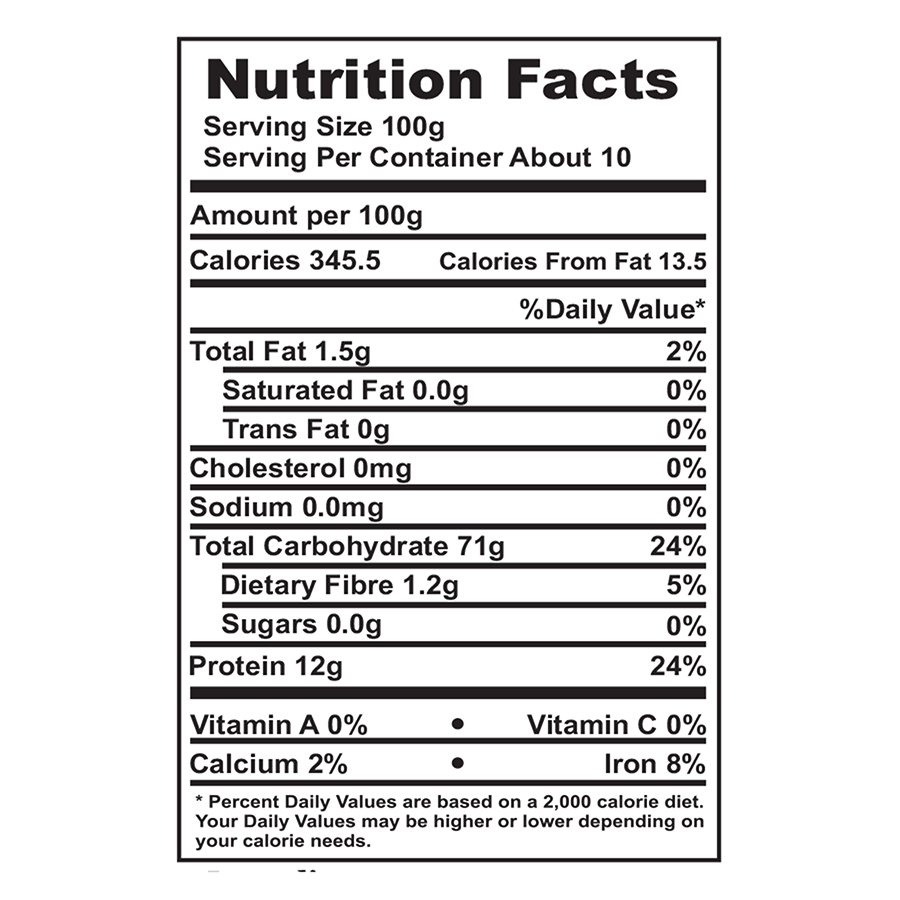 Nutrition Facts
Serving Size 100g
Serving Per Container About 10
Amount per 100g
Calories 345.5 Calories From Fat 13.5
%Daily Value*
Total Fat 1.5g 2%
Saturated Fat 0.0g 0%
Trans Fat 0g 0%
Cholesterol 0mg 0%
Sodium 0.0mg 0%
Total Carbohydrate 71g 24%
Dietary Fibre 1.2g 5%
Sugars 0.0g 0%
Protein 12g 24%
Vitamin A 0% • Vitamin C 0%
Calcium 2% • Iron 8%
* Percent Daily Values are based on a 2,000 calorie diet.
Your Daily Values may be higher or lower depending on
your calorie needs.